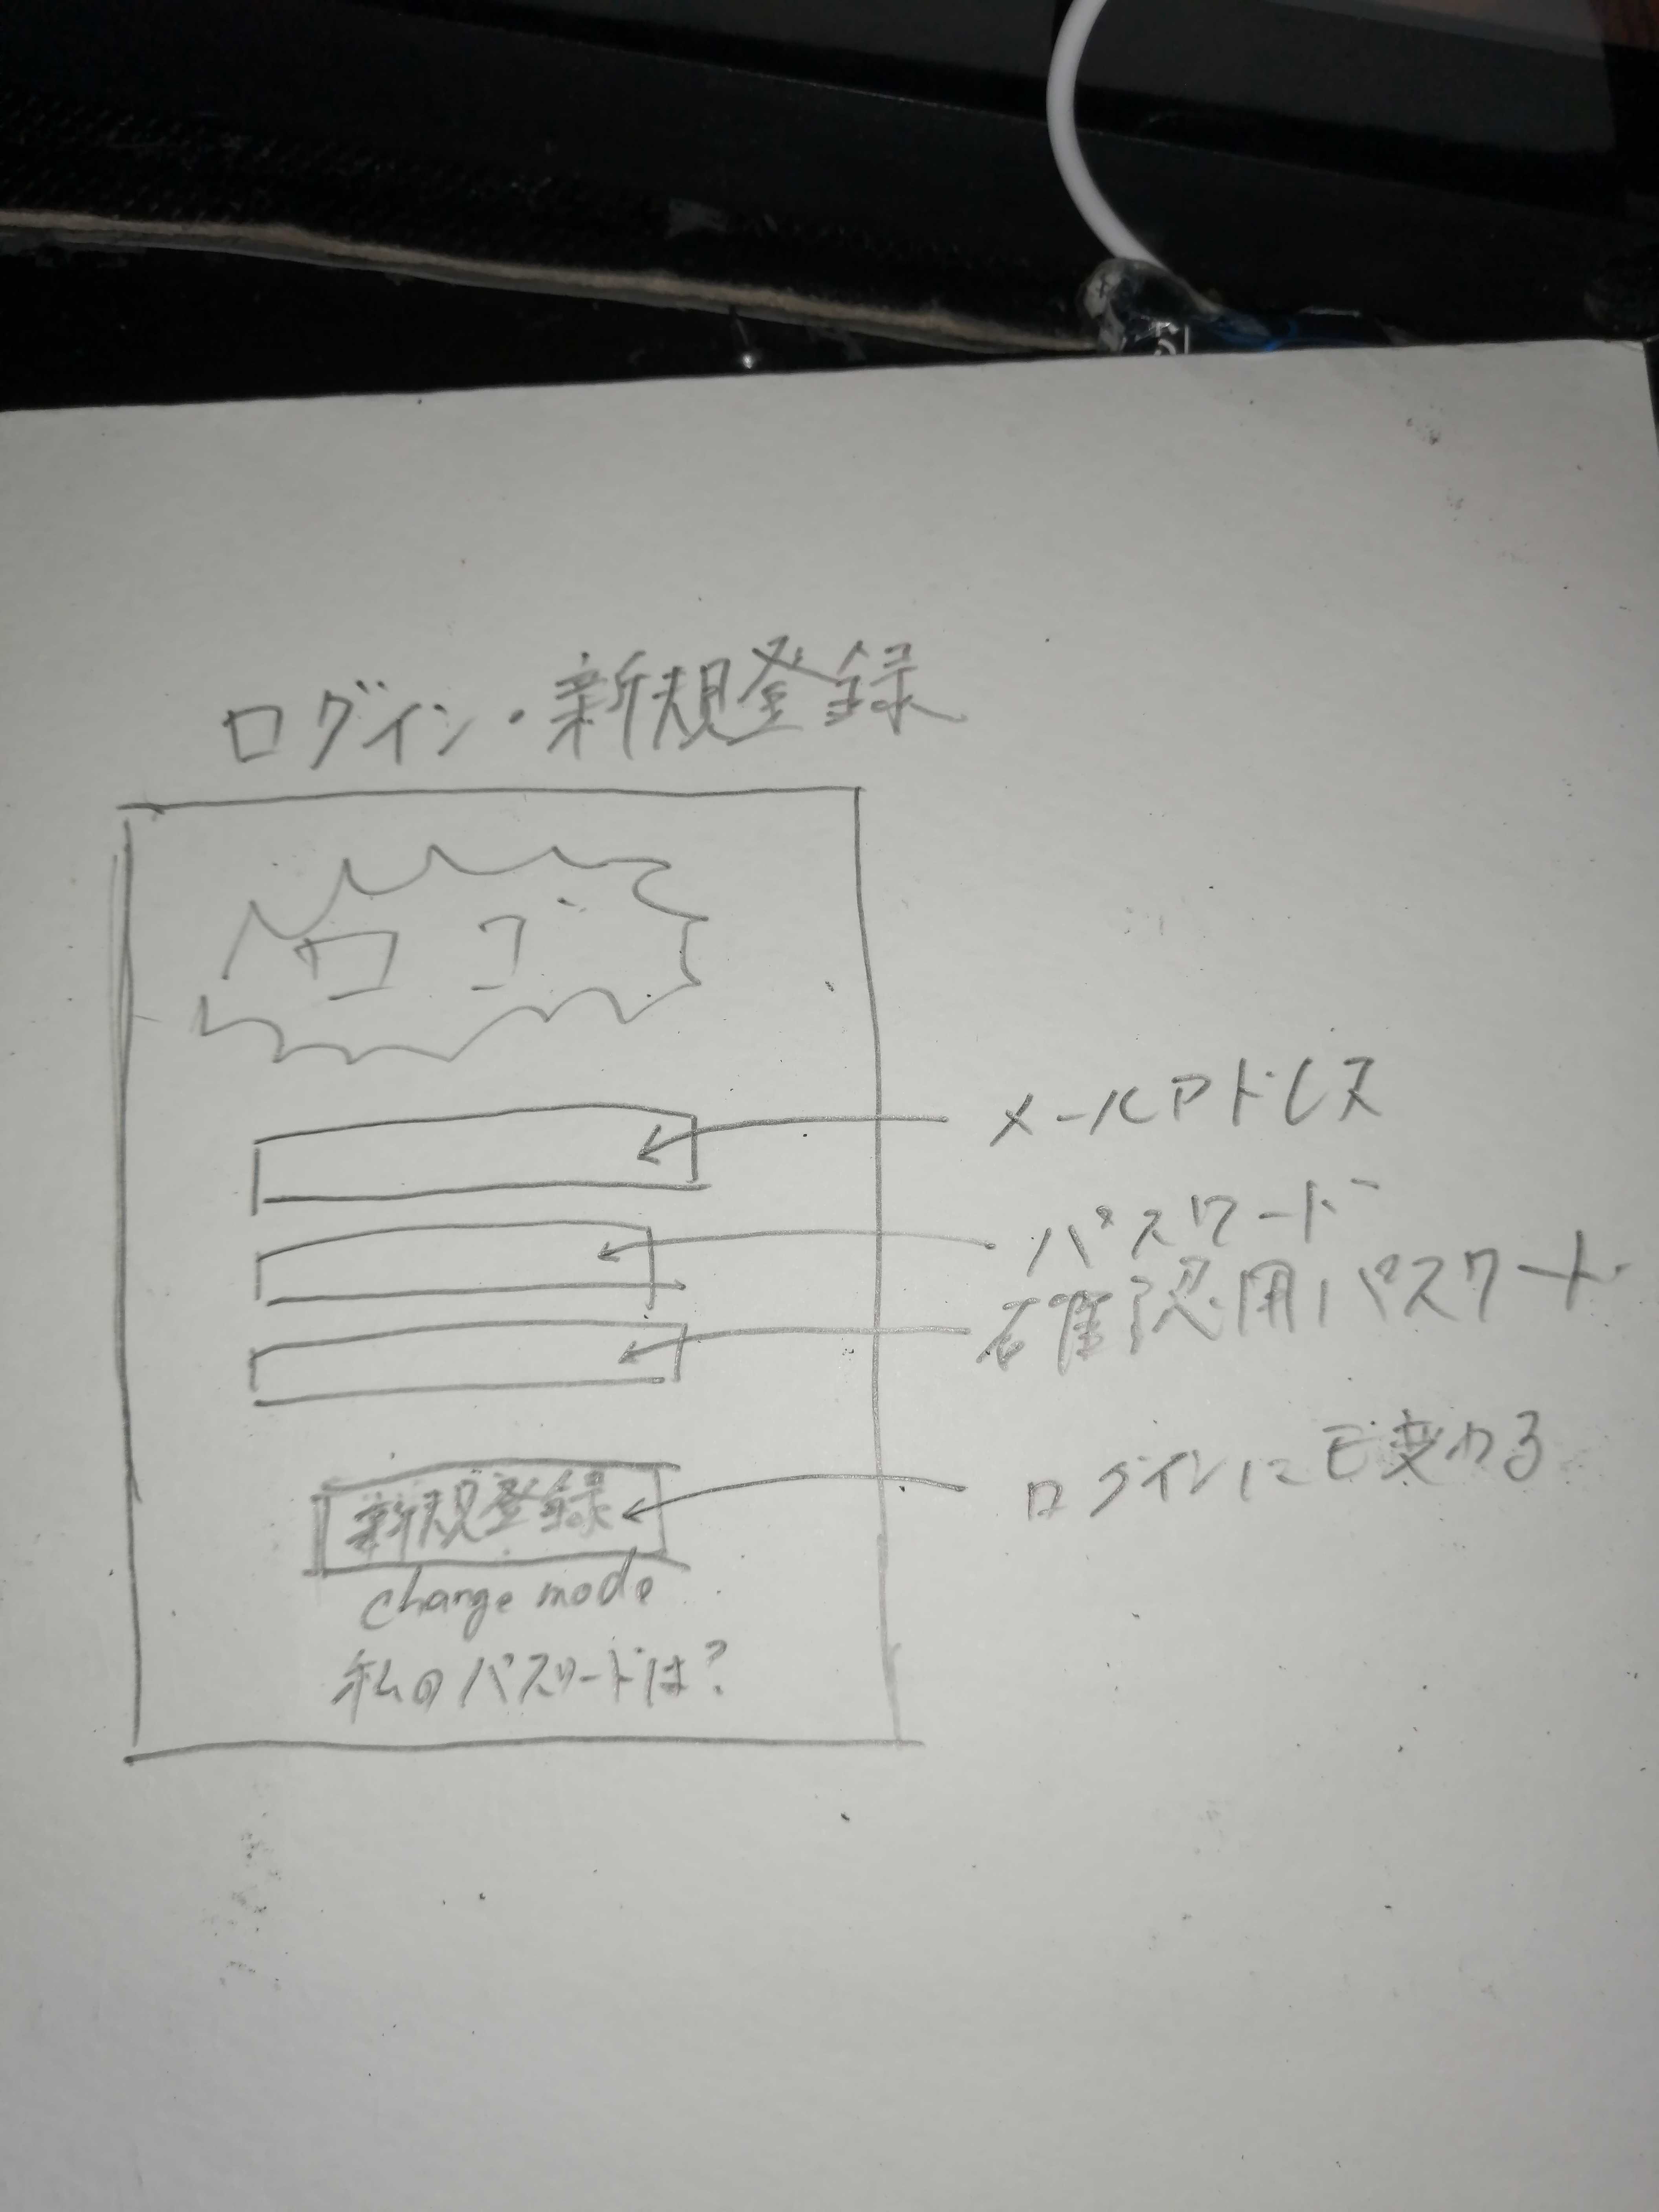 ログイン・新規登録
ロゴ
メールアドレス
パスワード
確認用パスワード
新規登録
ログインにも変わる
change mode
私のパスワードは?